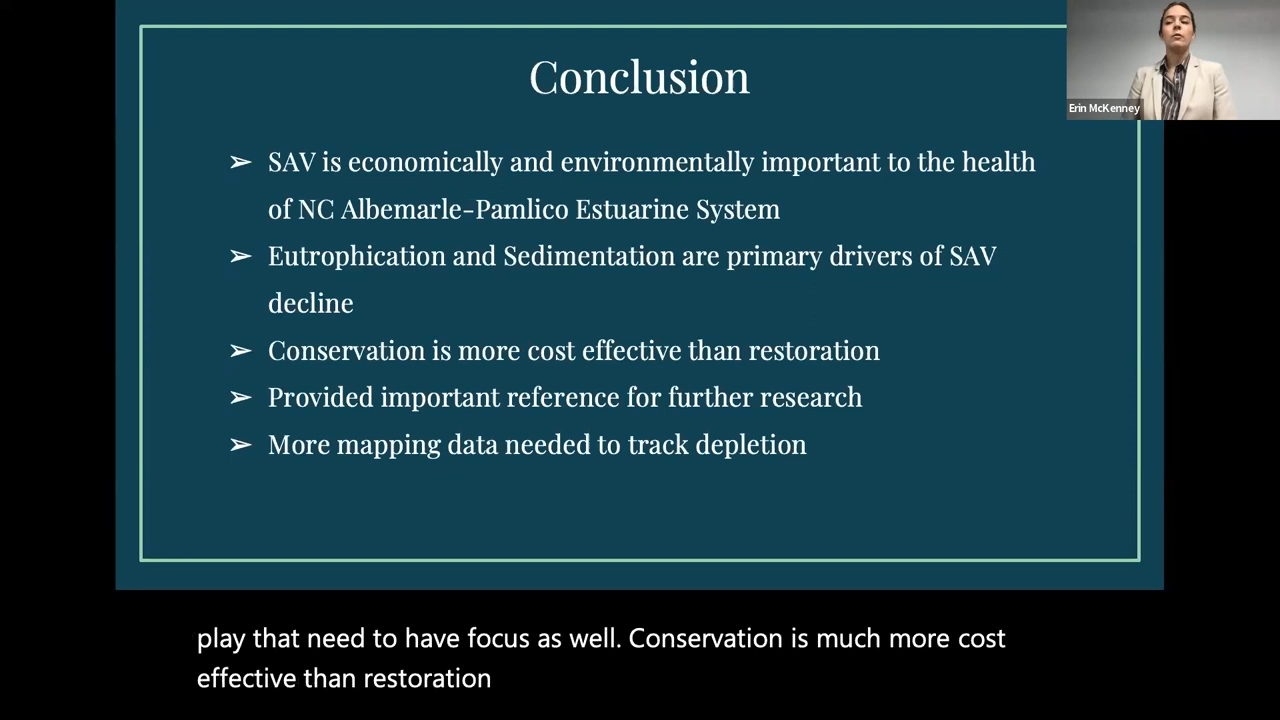 Conclusion
Erin McKenney
➢ SAV is economically and environmentally important to the health
of NC Albemarle-Pamlico Estuarine System
➢ Eutrophication and Sedimentation are primary drivers of SAV
decline
➢ Conservation is more cost effective than restoration
➢ Provided important reference for further research
➢ More mapping data needed to track depletion
play that need to have focus as well. Conservation is much more cost
effective than restoration